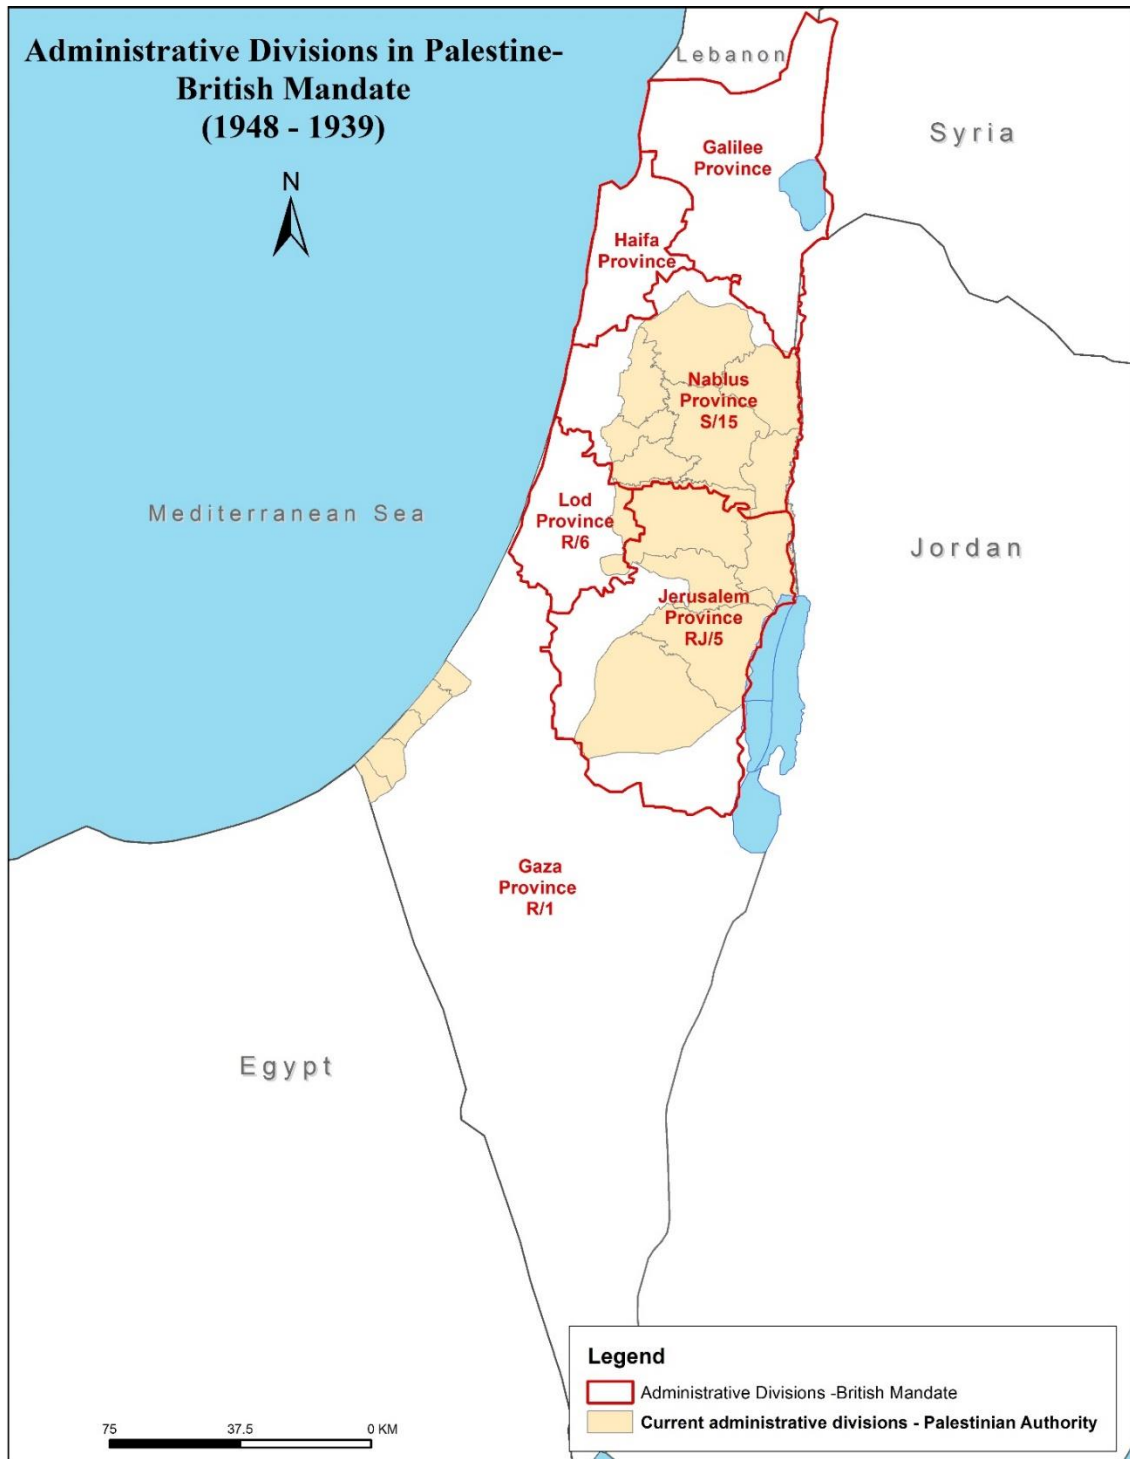 Administrative Divisions in Palestine-
British Mandate
(1948 - 1939)
N
Lebanon
Syria
Galilee
Province
Haifa
Province
Nablus
Province
S/15
Mediterranean Sea
Lod
Province
R/6
Jordan
Jerusalem
Province
RJ/5
Gaza
Province
R/1
Egypt
Legend
Administrative Divisions -British Mandate
Current administrative divisions - Palestinian Authority
75 37.5 0 KM